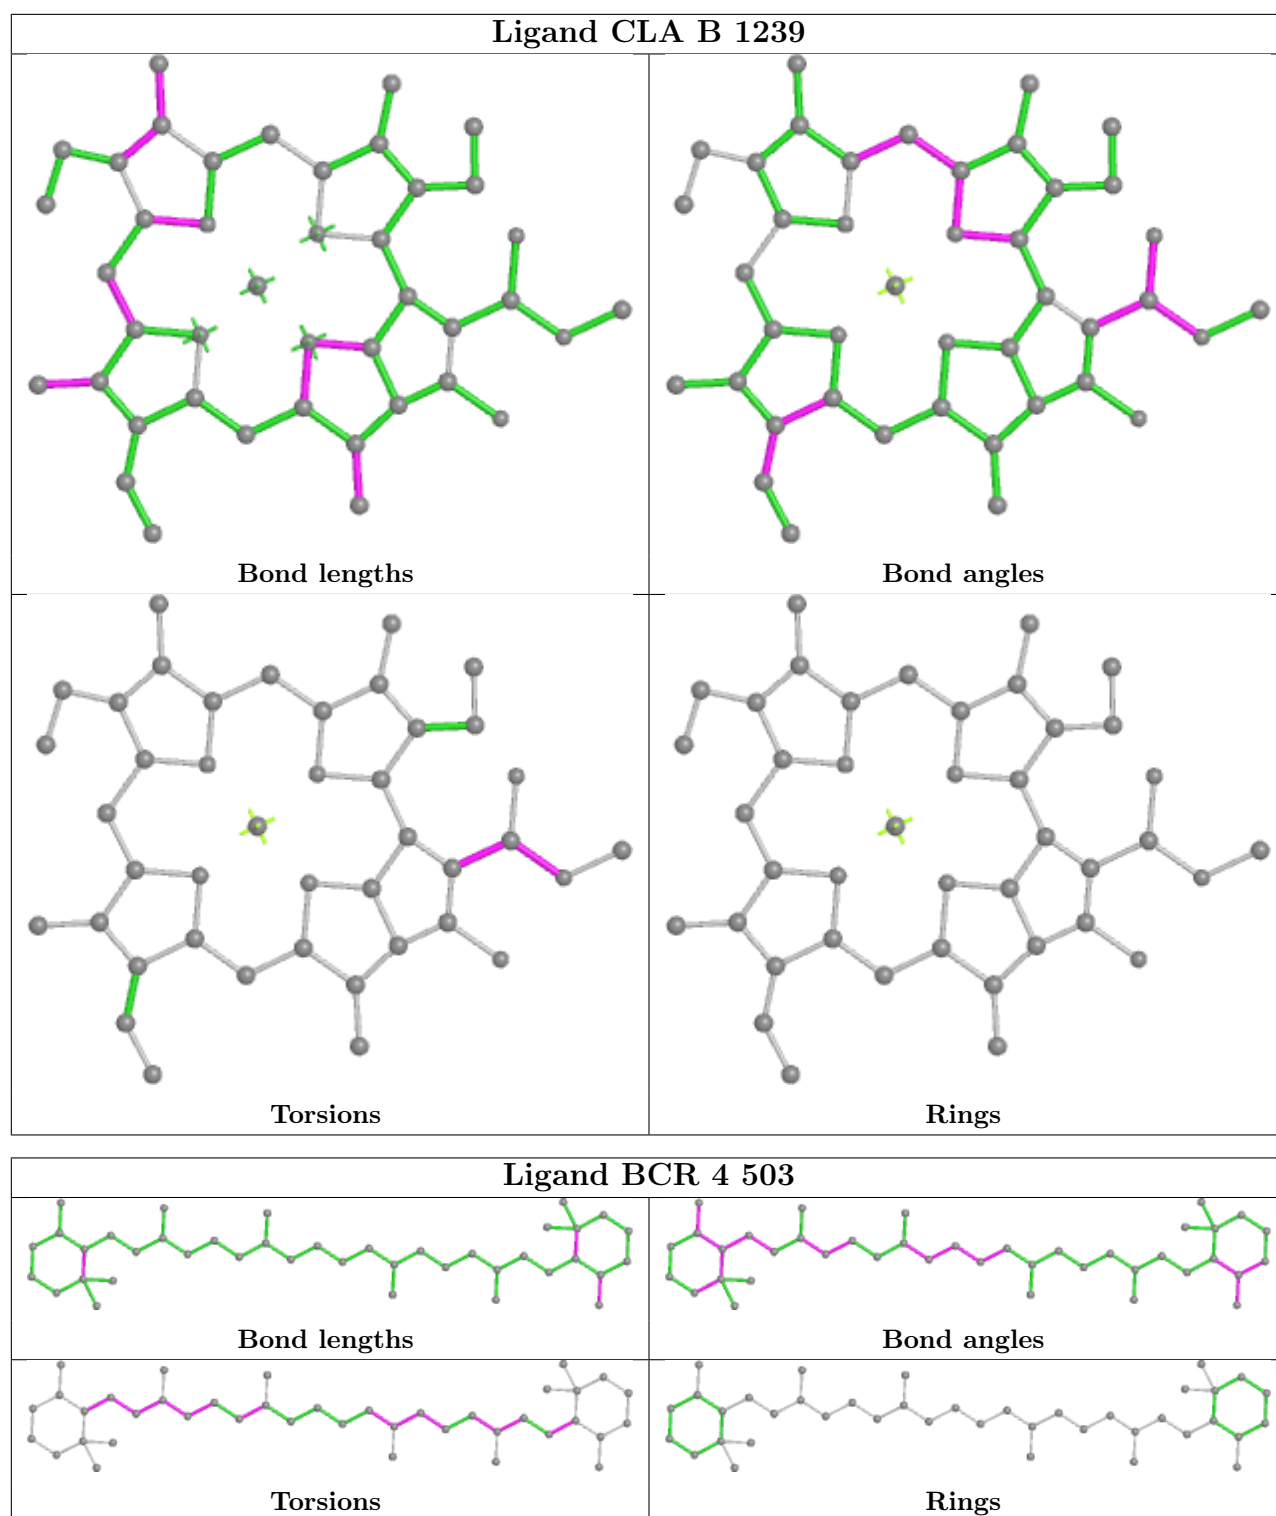 Ligand CLA B 1239
Bond lengths
Bond angles
Torsions
Rings
Ligand BCR 4 503
Bond lengths
Bond angles
Torsions
Rings